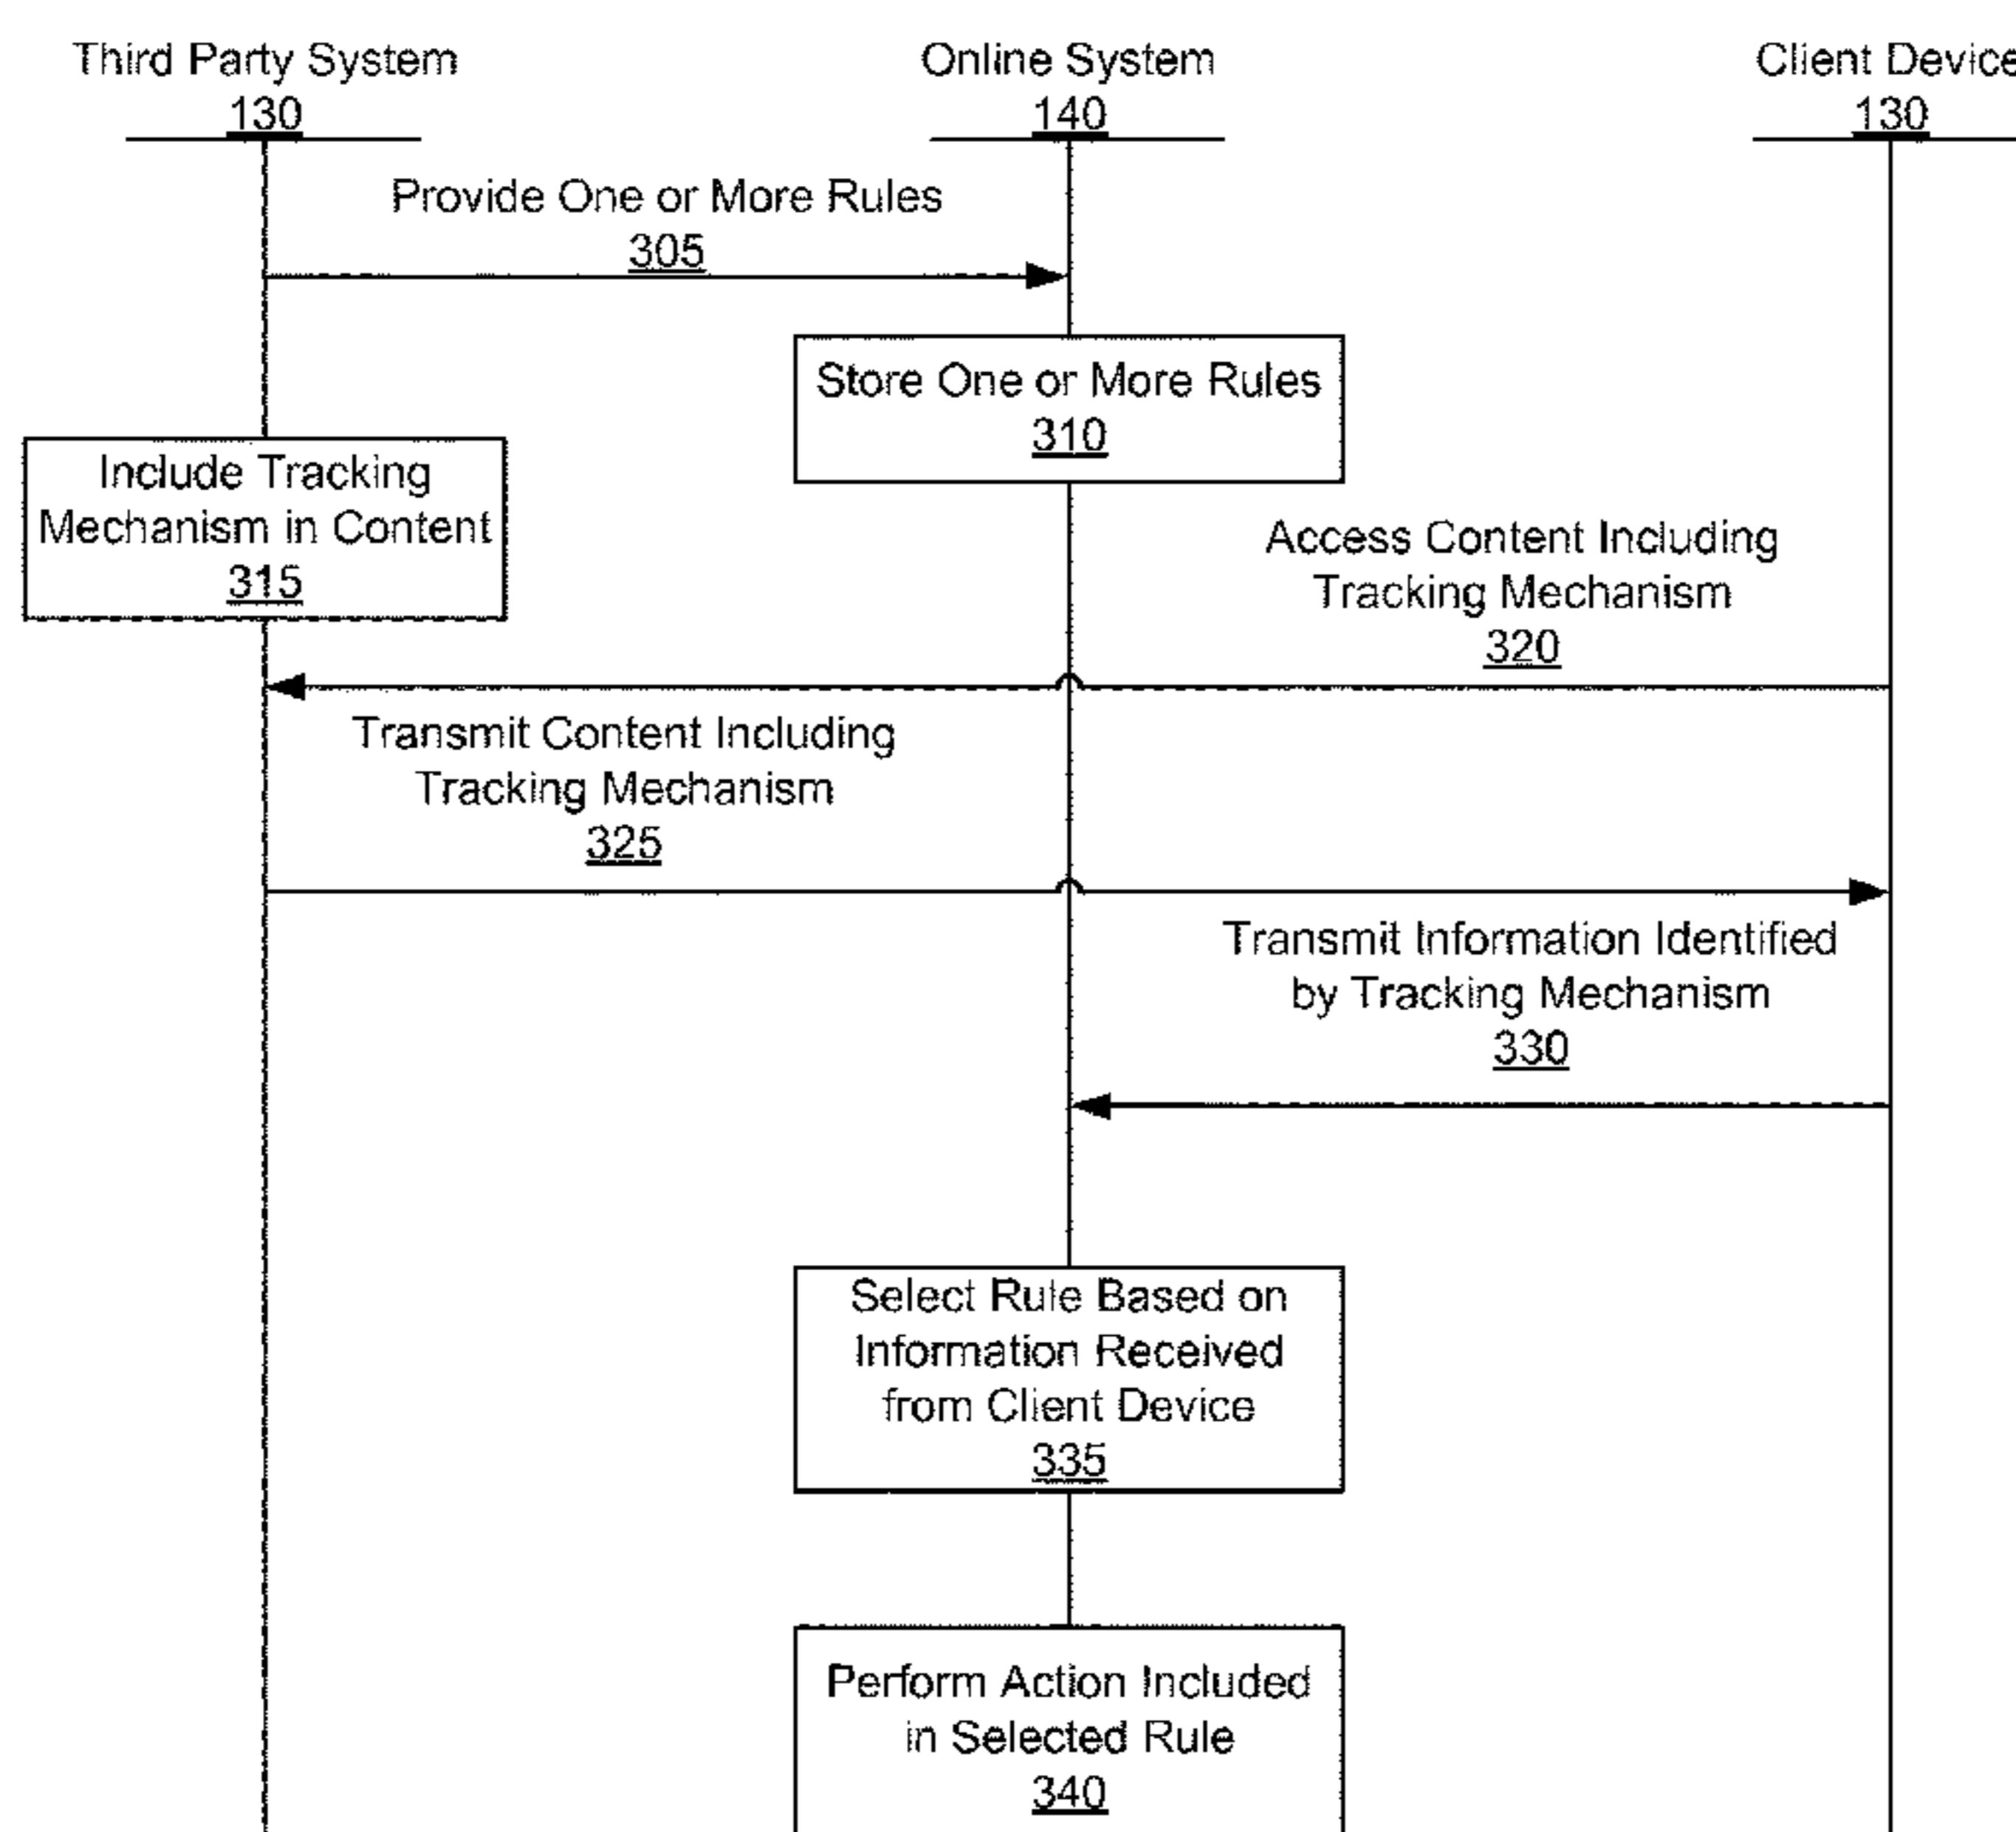 Third Party System
130
Online System
140
Client Device
130
Provide One or More Rules
305
Store One or More Rules
310
Include Tracking
Mechanism in Content
315
Access Content Including
Tracking Mechanism
320
Transmit Content Including
Tracking Mechanism
325
Transmit Information Identified
by Tracking Mechanism
330
Select Rule Based on
Information Received
from Client Device
335
Perform Action Included
in Selected Rule
340